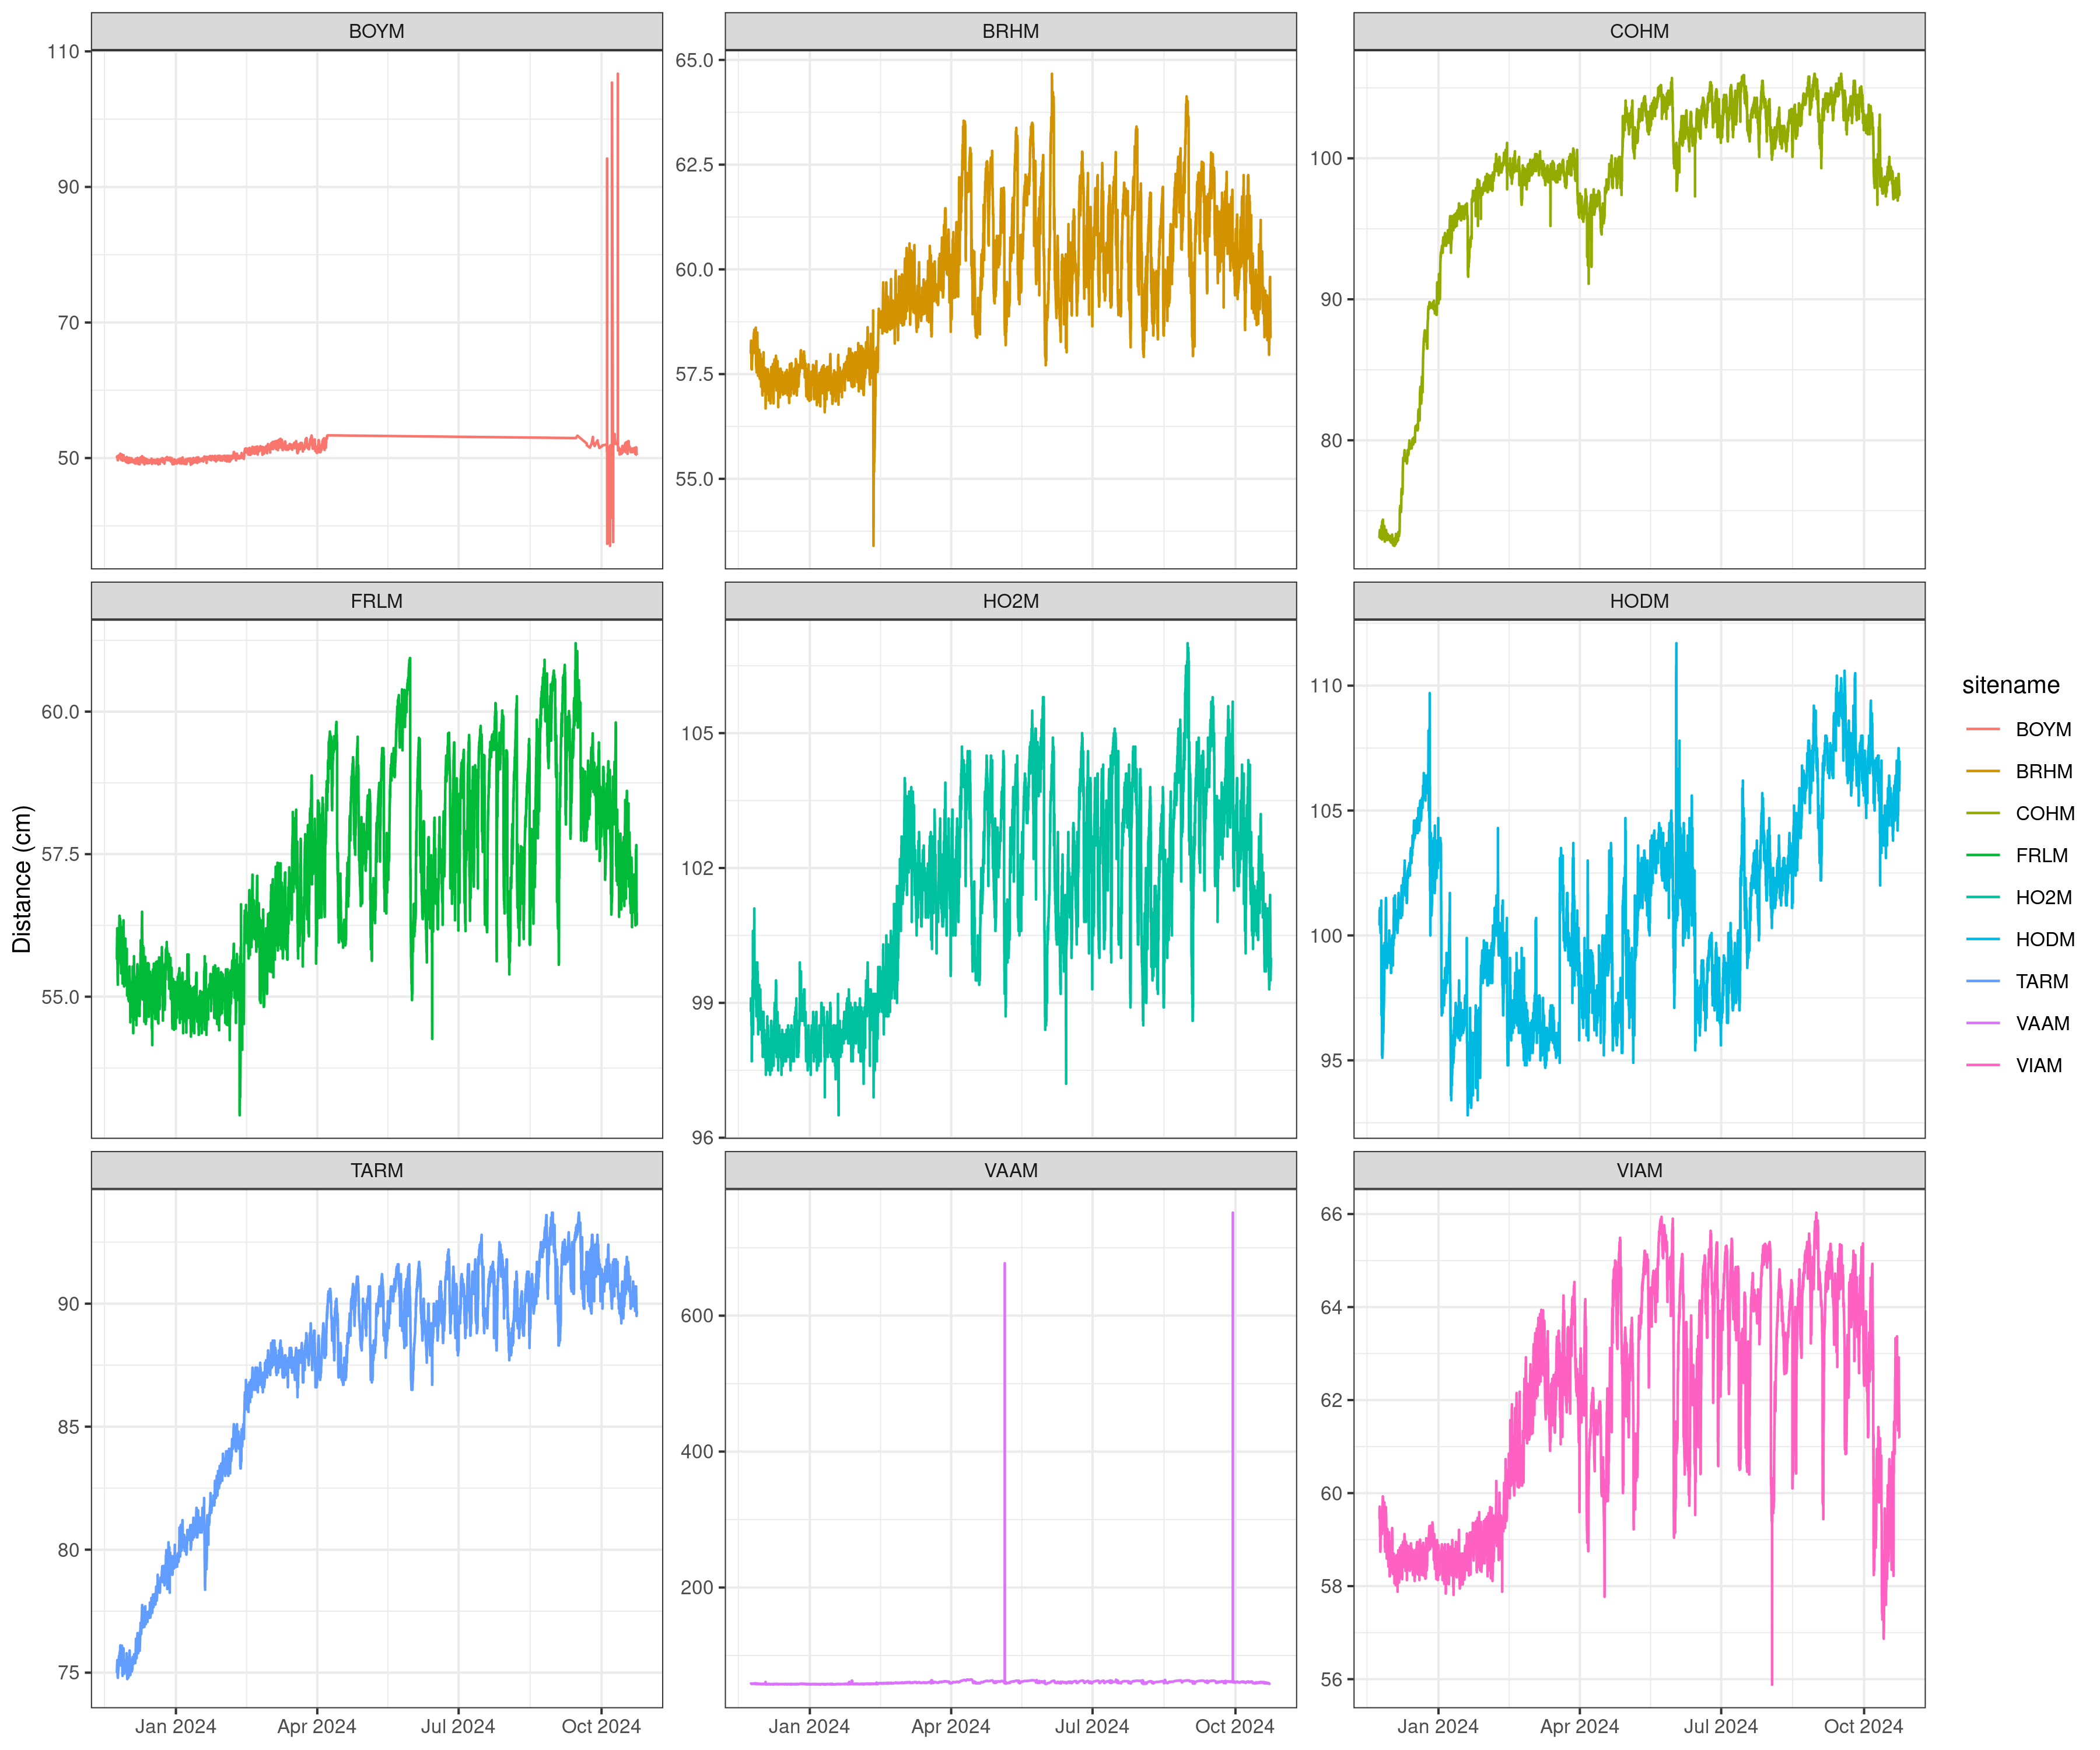 BOYM
BRHM
COHM
110
90
70
50
65.0
62.5
60.0
57.5
55.0
100
90
80
FRLM
HO2M
HODM
60.0
57.5
55.0
105
102
99
96
110
105
100
95
TARM
VAAM
VIAM
90
85
80
75
600
400
200
66
64
62
60
58
56
Jan 2024 Apr 2024 Jul 2024 Oct 2024
Jan 2024 Apr 2024 Jul 2024 Oct 2024
Jan 2024 Apr 2024 Jul 2024 Oct 2024
Distance (cm)
sitename
BOYM
BRHM
COHM
FRLM
HO2M
HODM
TARM
VAAM
VIAM